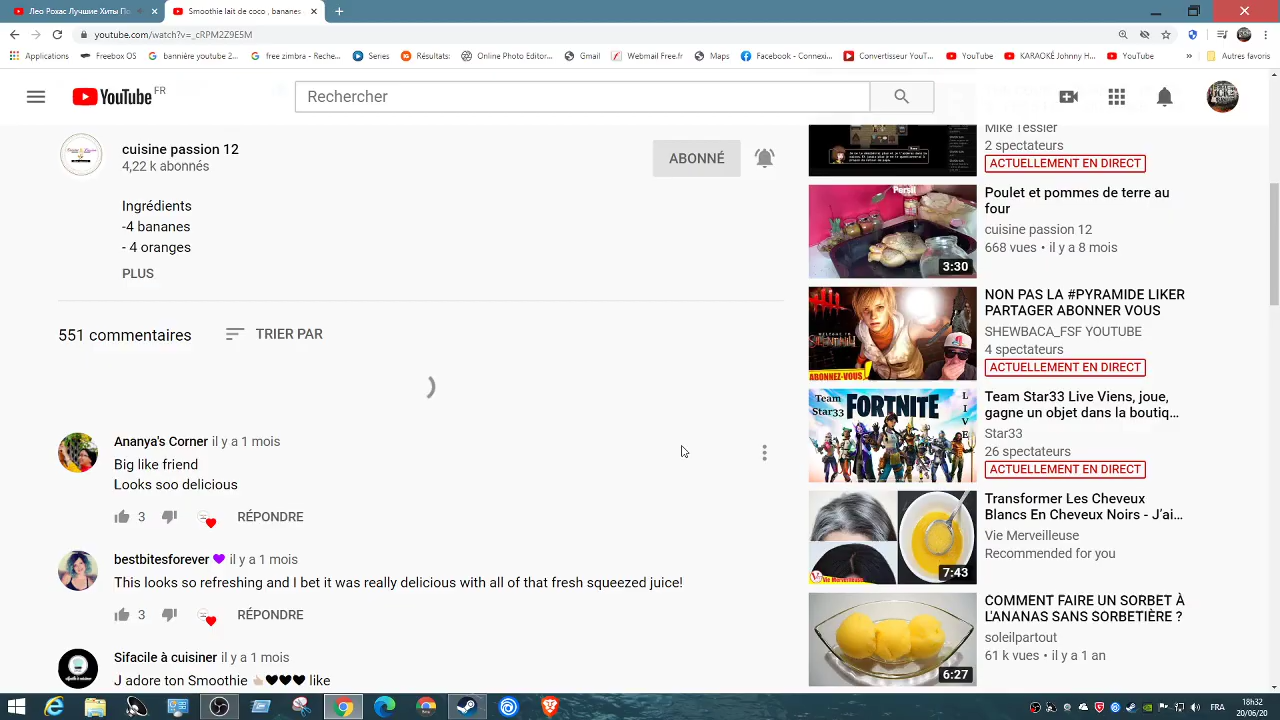 Лео Рохас | Лучше
Smoothie lait de bananes , orang
youtube.com/watch?v=_cRPM2Z9E5M
Applications
Freebox OS
bannière youtube 2...
free zimbra - Reche...
Series
Résultats
Online Photo Editor...
Gmail
Webmail Free m...
Maps
Facebook - Connexi...
Convertisseur YouT...
YouTube
KARAOKÉ Johnny H...
YouTube
»
Autres favoris
YouTube FR
Rechercher
cuisine passion 12
abonnés
ABONNÉ
Ingrédients
-4 bananes
- 4 oranges
PLUS
551 commentaires
TRIER PAR
Ananya's Corner il y a 1 mois
Big like friend
Looks soo delicious
3 RÉPONDRE
bestbitesforever 💜 il y a 1 mois
This looks so refreshing and I bet it was really delicious with all of that fresh squeezed juice?
3 RÉPONDRE
Sifacile à cuisiner il y a 1 mois
J adore ton Smoothie ♥♥♥ like
Mike Tessier
2 spectateurs
ACTUELLEMENT EN DIRECT
Persil
3:30
Poulet et pommes de terre au
four
cuisine passion 12
668 vues • il y a 8 mois
ABONNEZ-VOUS
NON PAS LA #PYRAMIDE LIKER
PARTAGER ABONNER VOUS
SHEWBACA_FSF YOUTUBE
4 spectateurs
ACTUELLEMENT EN DIRECT
Team
Star33
FORTNITE
LIVE
Team Star33 Live Viens, joue,
gagne un objet dans la boutiq...
Star33
26 spectateurs
ACTUELLEMENT EN DIRECT
7:43
Transformer Les Cheveux
Blancs En Cheveux Noirs - J'ai...
Vie Merveilleuse
Recommended for you
6:27
COMMENT FAIRE UN SORBET À
L'ANANAS SANS SORBETIÈRE ?
soleilpartout
61 k vues • il y a 1 an
FRA
18h32
20/06/20